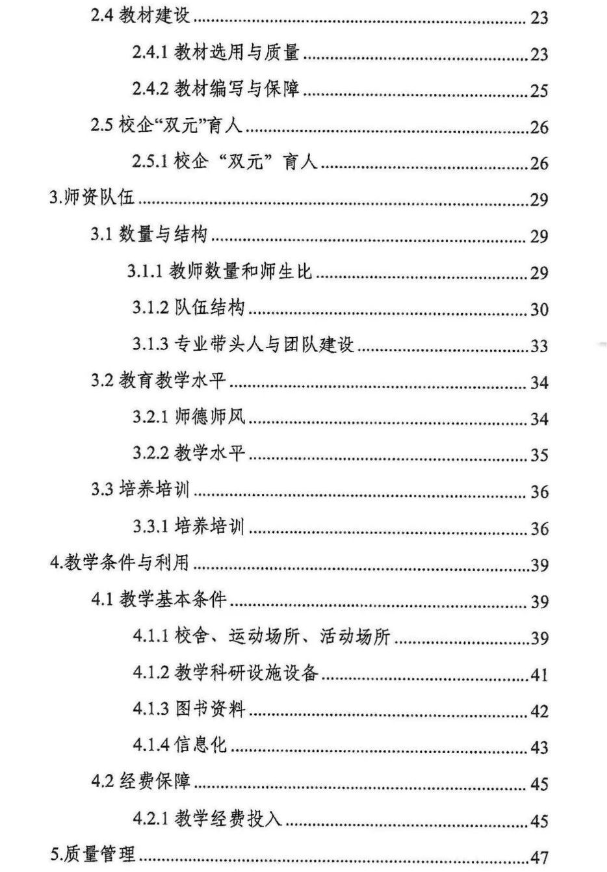 2.4 教材建设........................................ 23
2.4.1 教材选用与质量........................................ 23
2.4.2 教材编写与保障........................................ 25
2.5 校企“双元”育人........................................ 26
2.5.1 校企“双元”育人........................................ 26
3.师资队伍........................................ 29
3.1 数量与结构........................................ 29
3.1.1 教师数量和师生比........................................ 29
3.1.2 队伍结构........................................ 30
3.1.3 专业带头人与团队建设........................................ 33
3.2 教育教学水平........................................ 34
3.2.1 师德师风........................................ 34
3.2.2 教学水平........................................ 35
3.3 培养培训........................................ 36
3.3.1 培养培训........................................ 36
4.教学条件与利用........................................ 39
4.1 教学基本条件........................................ 39
4.1.1 校舍、运动场所、活动场所........................................ 39
4.1.2 教学科研设施设备........................................ 41
4.1.3 图书资料........................................ 42
4.1.4 信息化........................................ 43
4.2 经费保障........................................ 45
4.2.1 教学经费投入........................................ 45
5.质量管理........................................ 47